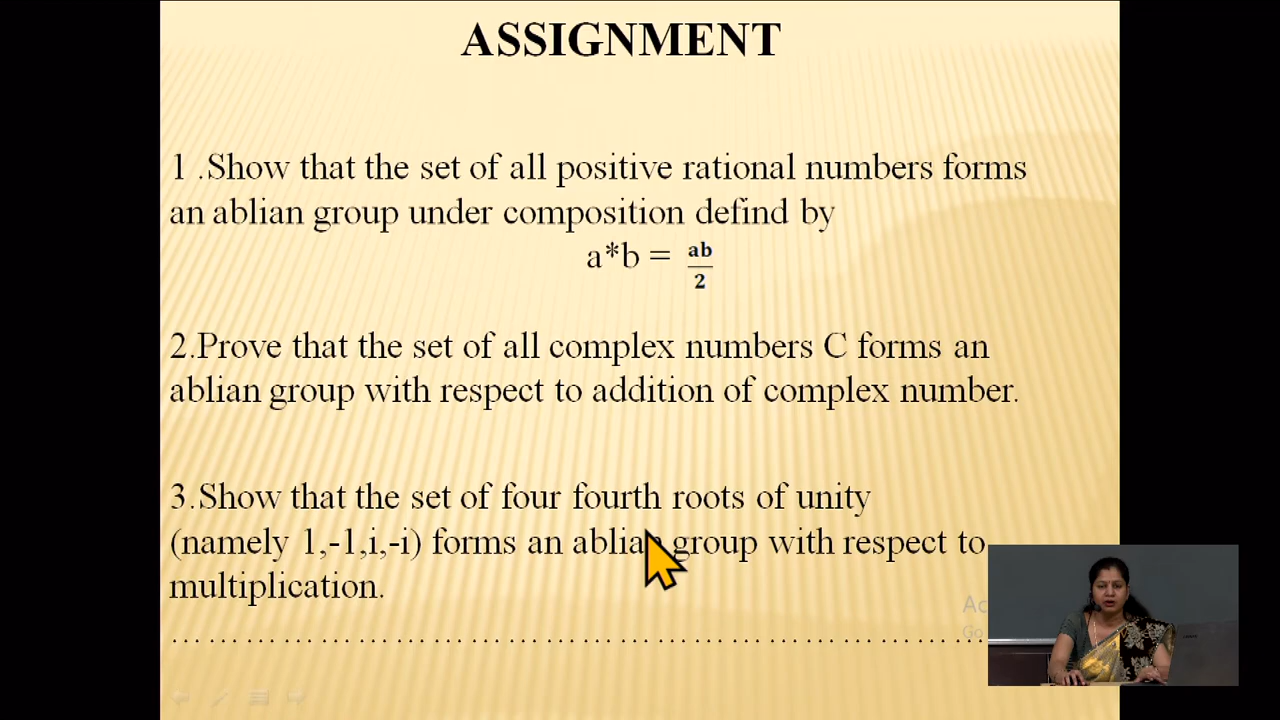 ASSIGNMENT
1 .Show that the set of all positive rational numbers forms
an ablian group under composition defind by
a*b = ab/2
2.Prove that the set of all complex numbers C forms an
ablian group with respect to addition of complex number.
3.Show that the set of four fourth roots of unity
(namely 1,-1,i,-i) forms an ablian group with respect to
multiplication.
………………………………………………………………